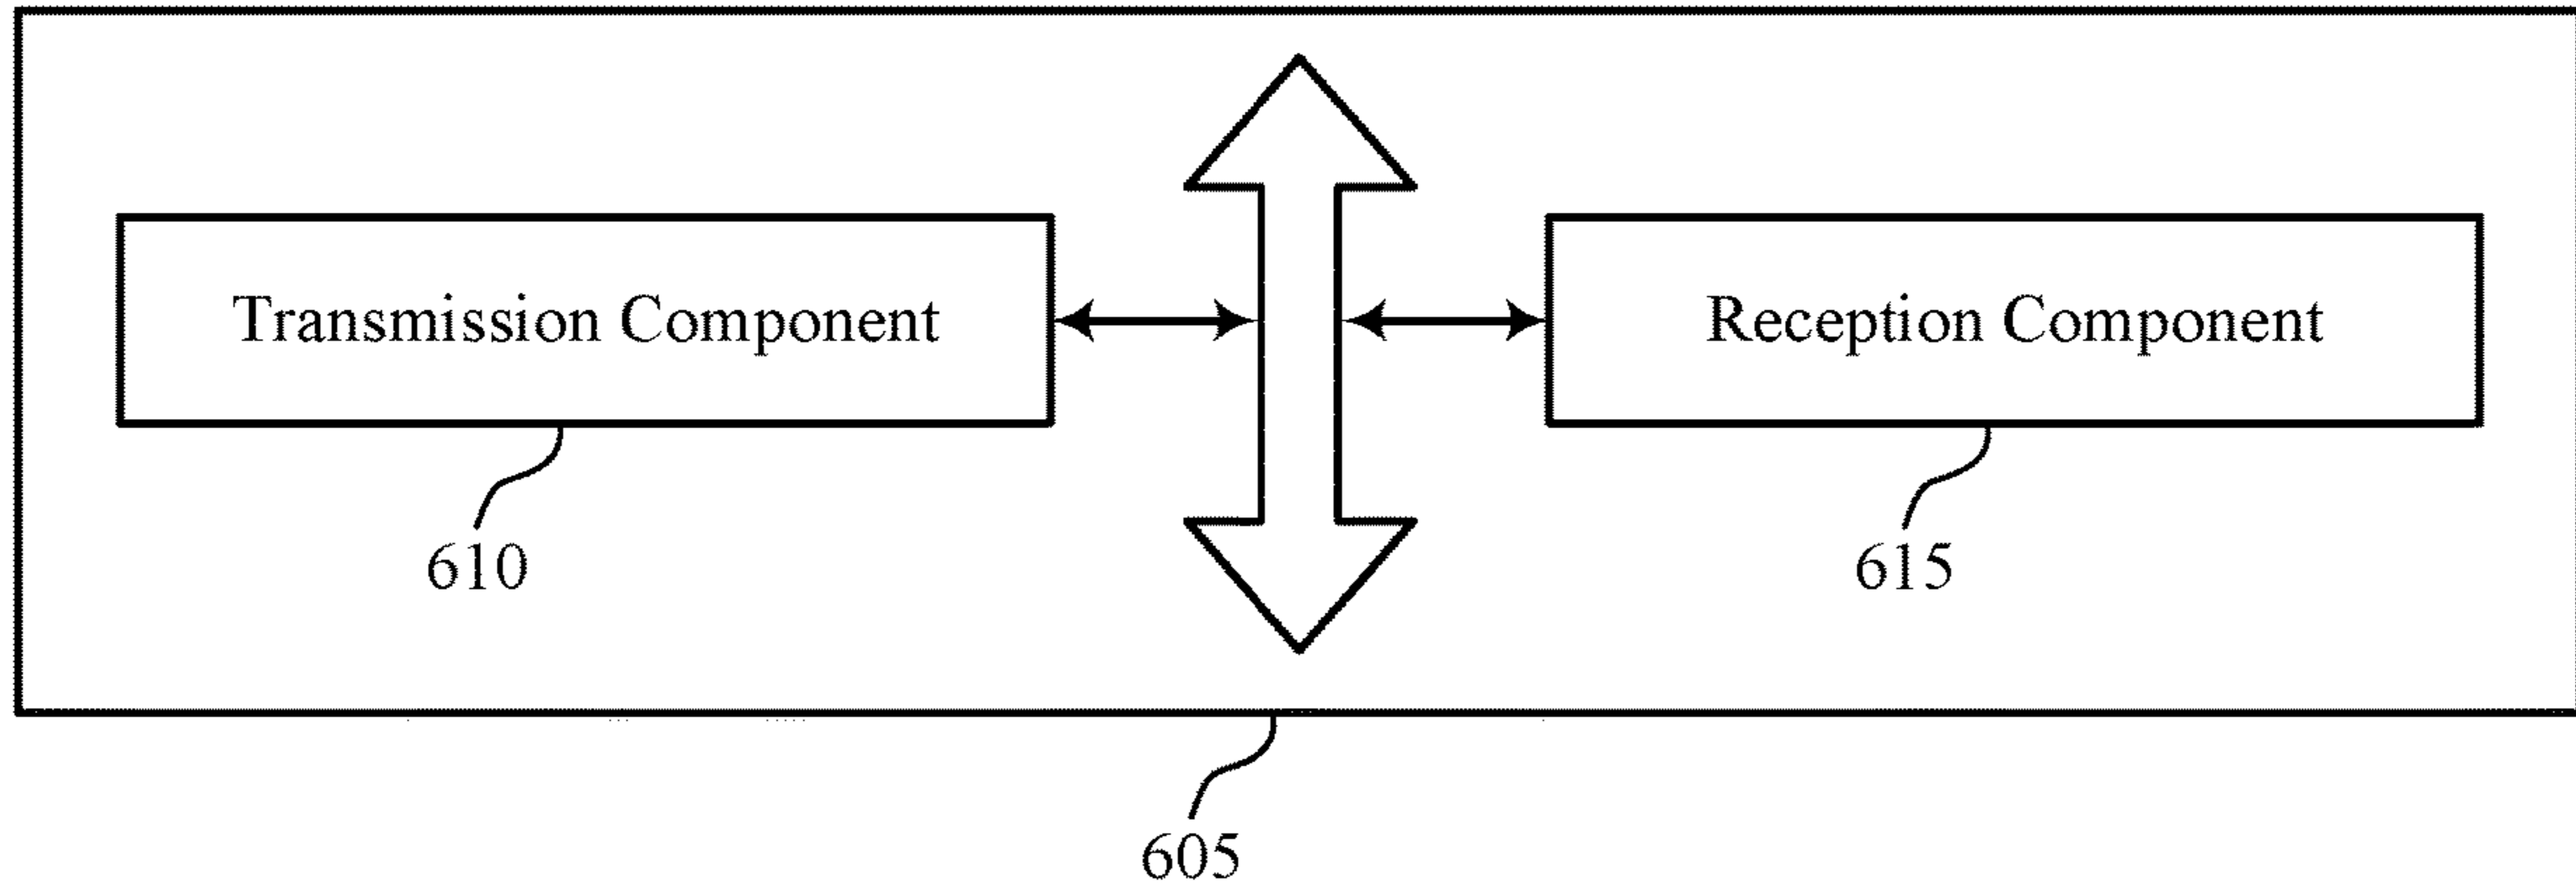 Transmission Component
Reception Component
610
615
605